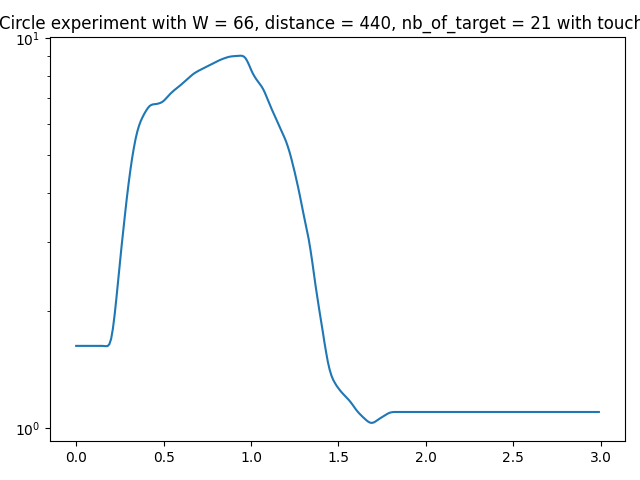 Circle experiment with W = 66, distance = 440, nb_of_target = 21 with touch
10¹
10⁰
0.0 0.5 1.0 1.5 2.0 2.5 3.0